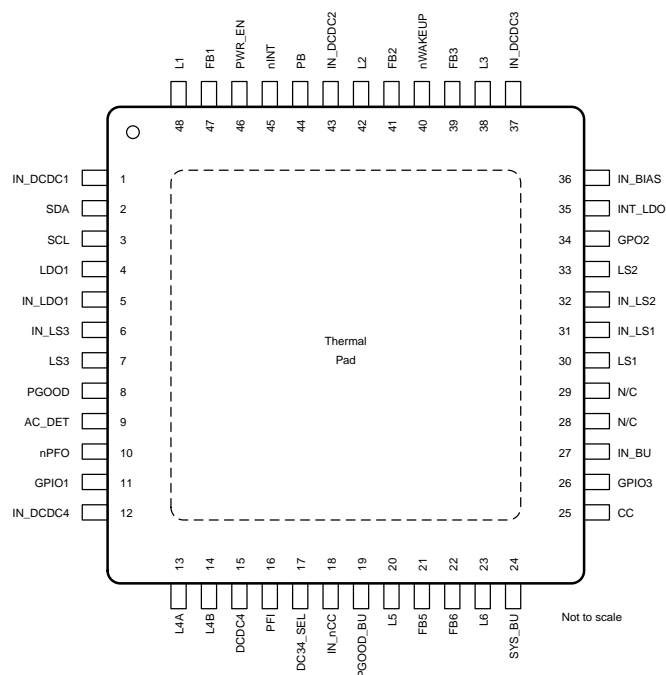 L1
FB1
PWR_EN
nINT
PB
IN_DCDC2
L2
FB2
nWAKEUP
FB3
L3
IN_DCDC3
48
47
46
45
44
43
42
41
40
39
38
37
IN_DCDC1 1
SDA 2
SCL 3
LDO1 4
IN_LDO1 5
IN_LS3 6
LS3 7
PGOOD 8
AC_DET 9
nPFO 10
GPIO1 11
IN_DCDC4 12
Thermal
Pad
36 IN_BIAS
35 INT_LDO
34 GPO2
33 LS2
32 IN_LS2
31 IN_LS1
30 LS1
29 N/C
28 N/C
27 IN_BU
26 GPIO3
25 CC
13
14
15
16
17
18
19
20
21
22
23
24
L4A
L4B
DCDC4
PFI
DC34_SEL
IN_nCC
PGOOD_BU
L5
FB5
FB6
L6
SYS_BU
Not to scale